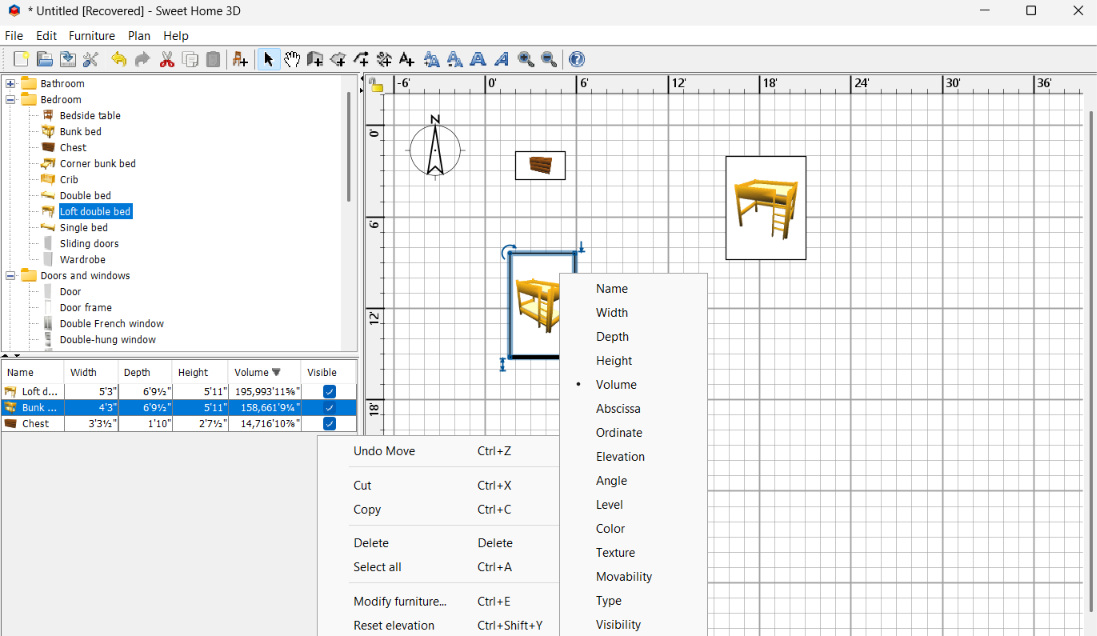 * Untitled [Recovered] - Sweet Home 3D
File Edit Furniture Plan Help
Bathroom
Bedroom
Bedside table
Bunk bed
Chest
Corner bunk bed
Crib
Double bed
Loft double bed
Single bed
Sliding doors
Wardrobe
Doors and windows
Door
Door frame
Double French window
Double-hung window
-6' 0' 6' 12' 18' 24' 30' 36'
0'
6'
12'
18'
N
Name Width Depth Height Volume Visible
Loft d... 5'3" 6'9½" 5'11" 195,993'11⅝"
Bunk ... 4'3" 6'9½" 5'11" 158,661'9¼"
Chest 3'3½" 1'10" 2'7½" 14,716'10⅞"
Undo Move Ctrl+Z
Cut Ctrl+X
Copy Ctrl+C
Delete Delete
Select all Ctrl+A
Modify furniture... Ctrl+E
Reset elevation Ctrl+Shift+Y
Name
Width
Depth
Height
Volume
Abscissa
Ordinate
Elevation
Angle
Level
Color
Texture
Movability
Type
Visibility